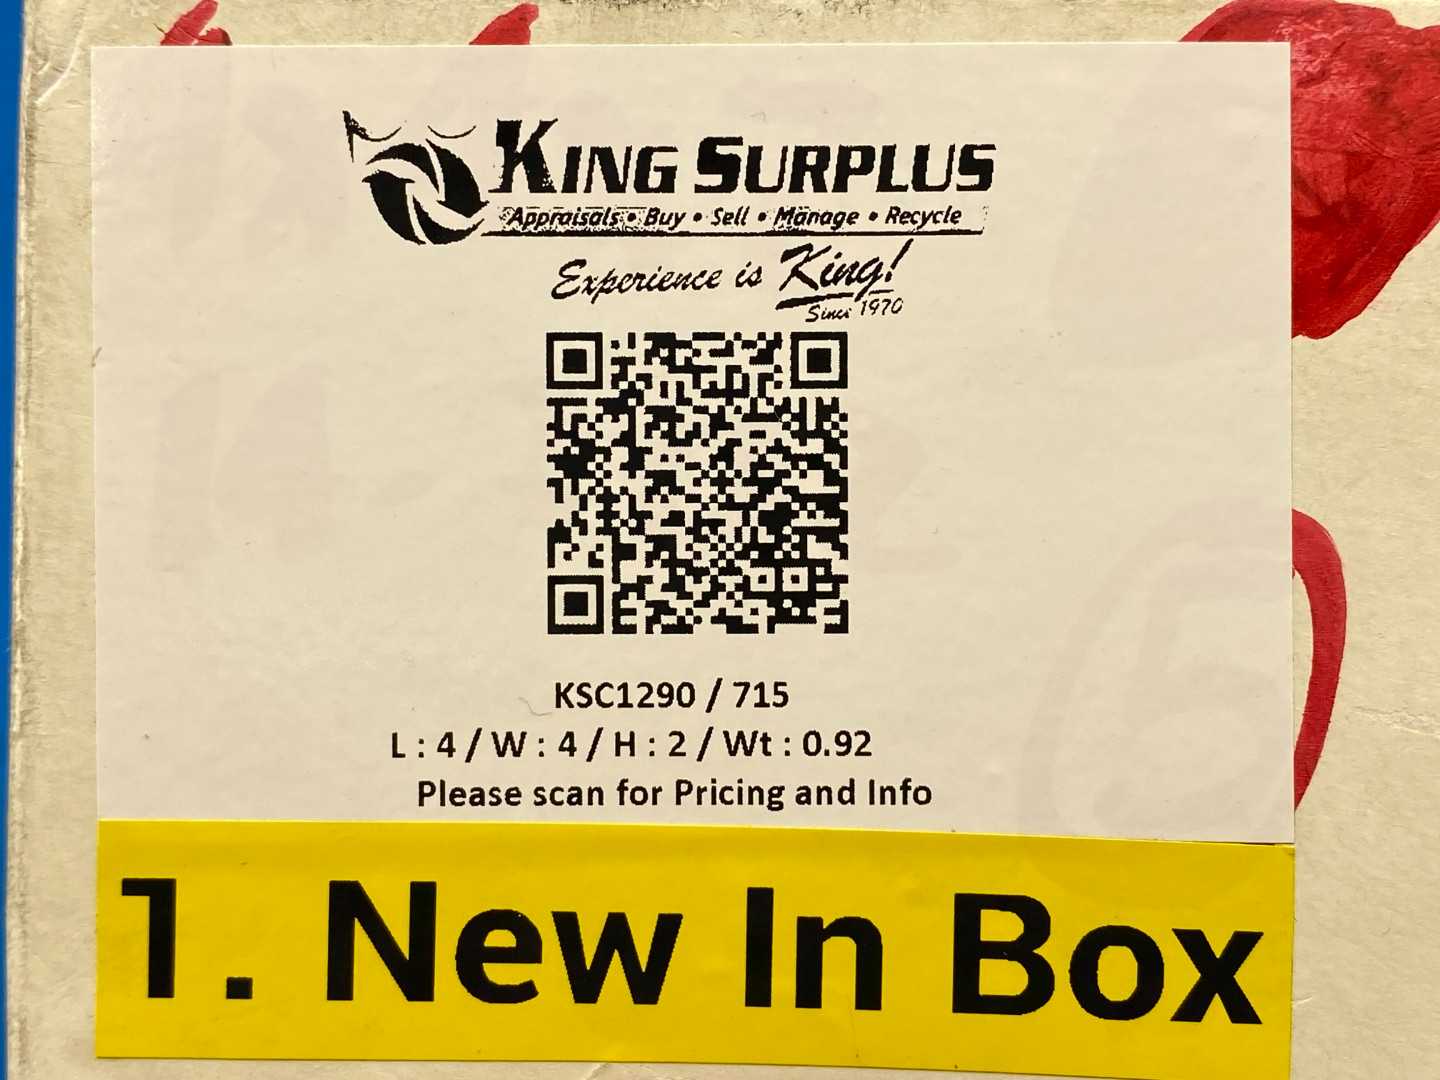 KING SURPLUS
Appraisals • Buy • Sell • Manage • Recycle
Experience is King!
Since 1970
KSC1290 / 715
L : 4 / W : 4 / H : 2 / Wt : 0.92
Please scan for Pricing and Info
1. New In Box